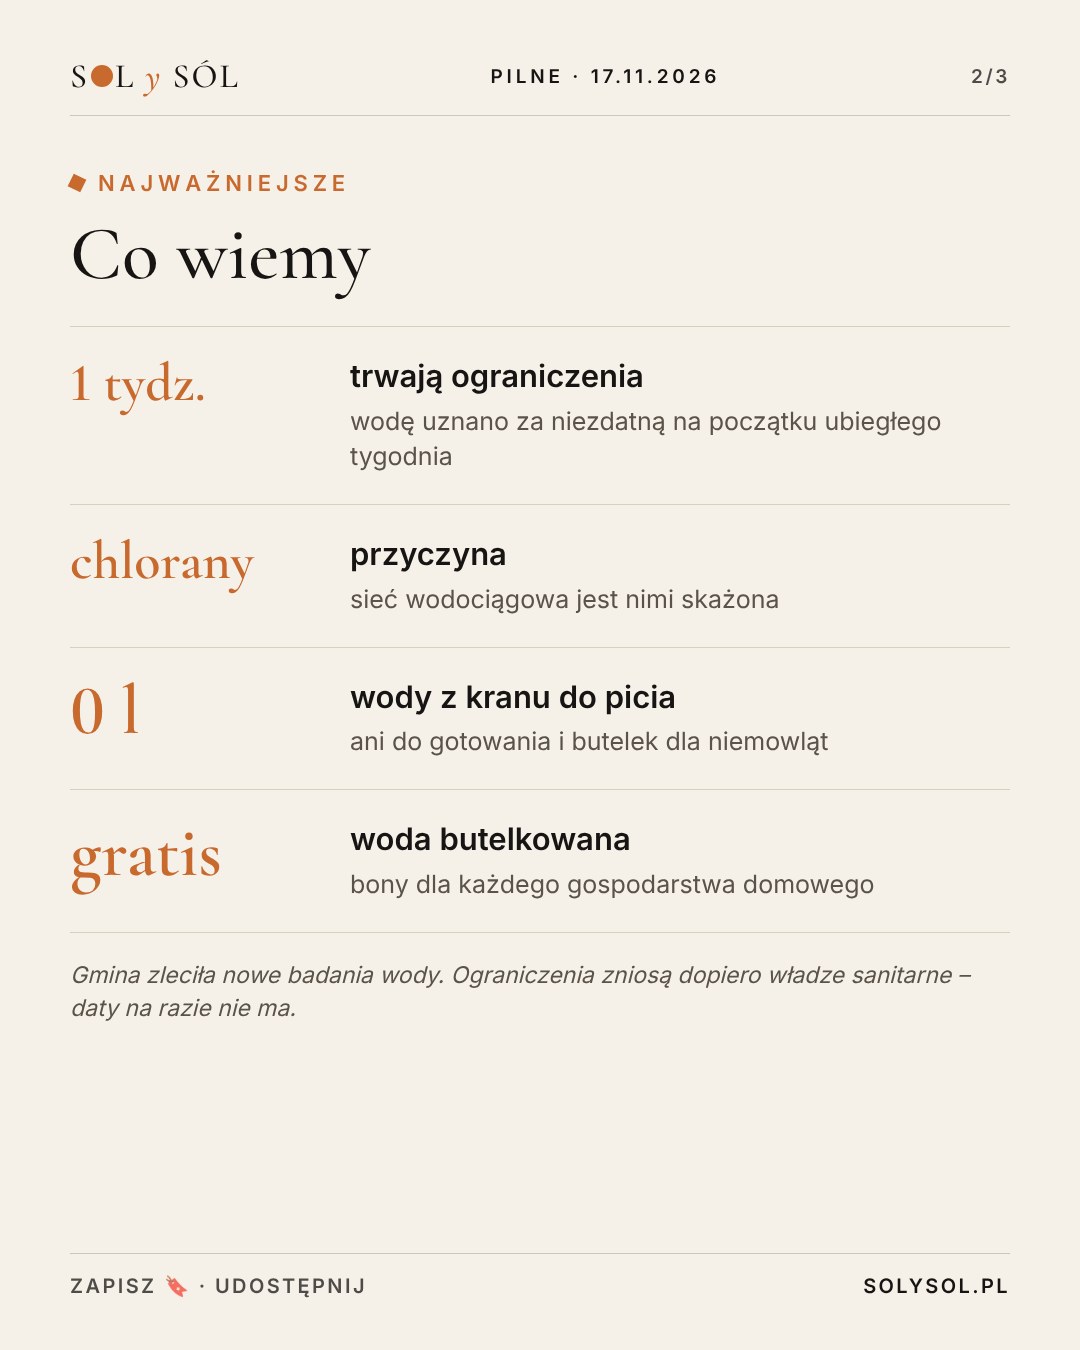 SOL y SÓL
PILNE · 17.11.2026
2/3
NAJWAŻNIEJSZE
Co wiemy
1 tydz.
trwają ograniczenia
wodę uznano za niezdatną na początku ubiegłego
tygodnia
chlorany
przyczyna
sieć wodociągowa jest nimi skażona
0 l
wody z kranu do picia
ani do gotowania i butelek dla niemowląt
gratis
woda butelkowana
bony dla każdego gospodarstwa domowego
Gmina zleciła nowe badania wody. Ograniczenia zniosą dopiero władze sanitarne –
daty na razie nie ma.
ZAPISZ 🔖 · UDOSTĘPNIJ
SOLYSOL.PL